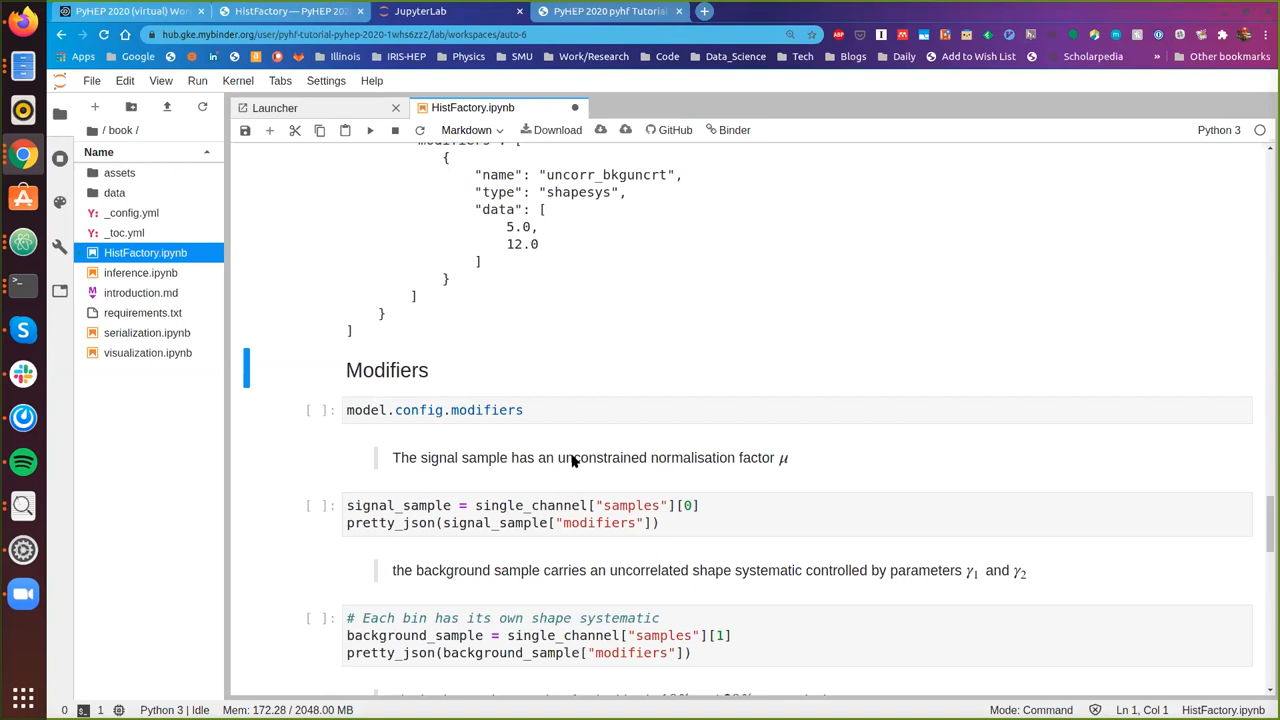 PyHEP 2020 (virtual) Wor
HistFactory — PyHEP 202
JupyterLab
PyHEP 2020 pyhf Tutorial
hub.gke.mybinder.org/user/pyhf-tutorial-pyhep-2020-1whs6zz2/lab/workspaces/auto-6
Apps
Google
Illinois
IRIS-HEP
Physics
SMU
Work/Research
Code
Data_Science
Tech
Blogs
Daily
Add to Wish List
Scholarpedia
»
Other bookmarks
File Edit View Run Kernel Tabs Settings Help
Launcher
HistFactory.ipynb
/ book /
Markdown
Download
GitHub
Binder
Python 3
Name
assets
data
_config.yml
_toc.yml
HistFactory.ipynb
inference.ipynb
introduction.md
requirements.txt
serialization.ipynb
visualization.ipynb
{
"name": "uncorr_bkguncrt",
"type": "shapesys",
"data": [
5.0,
12.0
]
}
]
}
]
Modifiers
[ ]: model.config.modifiers
The signal sample has an unconstrained normalisation factor μ
[ ]: signal_sample = single_channel["samples"][0]
pretty_json(signal_sample["modifiers"])
the background sample carries an uncorrelated shape systematic controlled by parameters γ1 and γ2
[ ]: # Each bin has its own shape systematic
background_sample = single_channel["samples"][1]
pretty_json(background_sample["modifiers"])
0 1 Python 3 | Idle Mem: 172.28 / 2048.00 MB
Mode: Command Ln 1, Col 1 HistFactory.ipynb